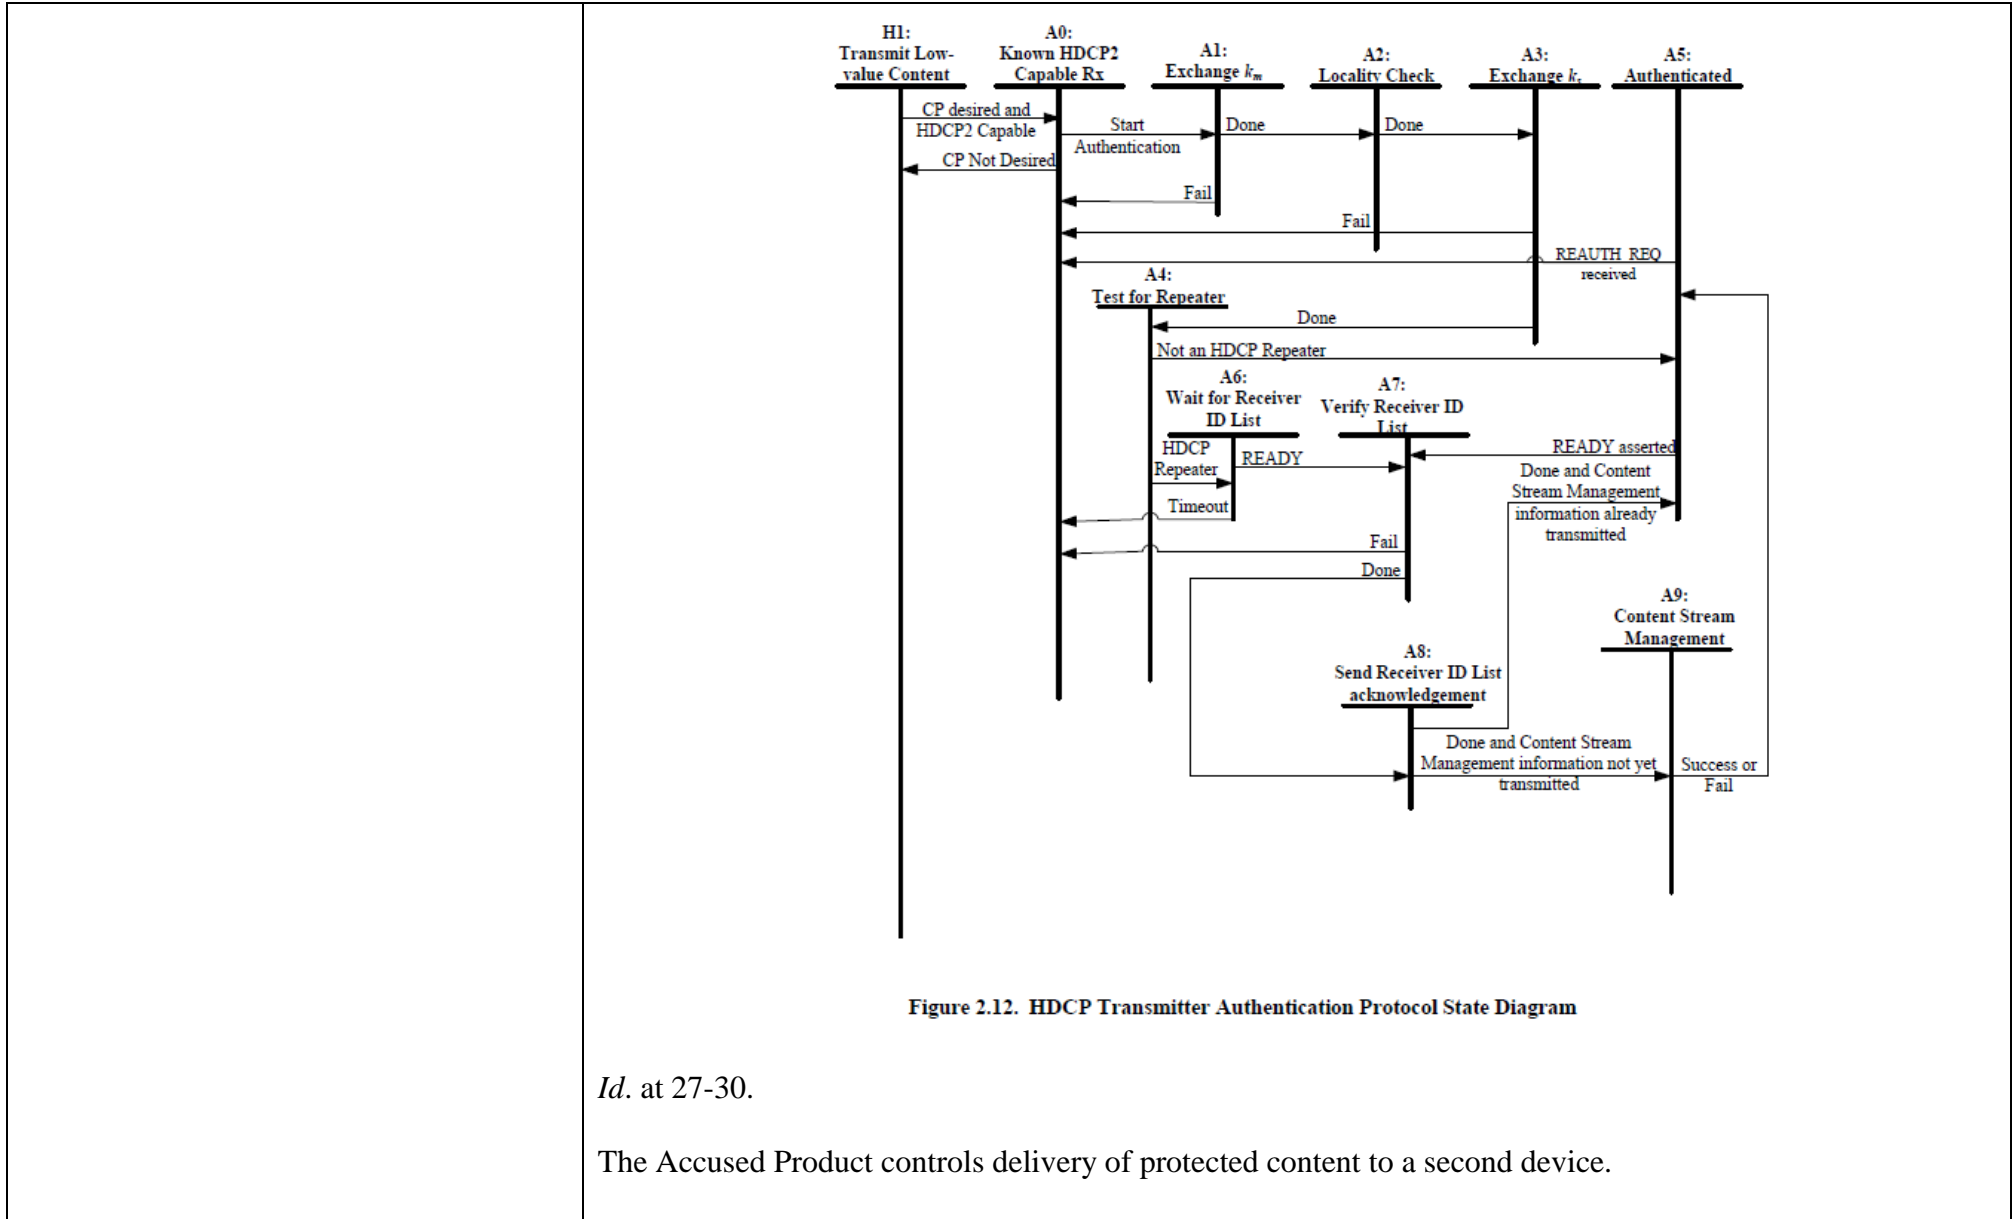 H1:
Transmit Low-
value Content
A0:
Known HDCP2
Capable Rx
A1:
Exchange km
A2:
Locality Check
A3:
Exchange ks
A5:
Authenticated
CP desired and
HDCP2 Capable
Start
Authentication
Done
Done
CP Not Desired
Fail
Fail
REAUTH_REQ
received
A4:
Test for Repeater
Done
Not an HDCP Repeater
A6:
Wait for Receiver
ID List
A7:
Verify Receiver ID
List
HDCP
Repeater
READY
READY asserted
Timeout
Done and Content
Stream Management
information already
transmitted
Fail
Done
A9:
Content Stream
Management
A8:
Send Receiver ID List
acknowledgement
Done and Content Stream
Management information not yet
transmitted
Success or
Fail
Figure 2.12. HDCP Transmitter Authentication Protocol State Diagram
Id. at 27-30.
The Accused Product controls delivery of protected content to a second device.